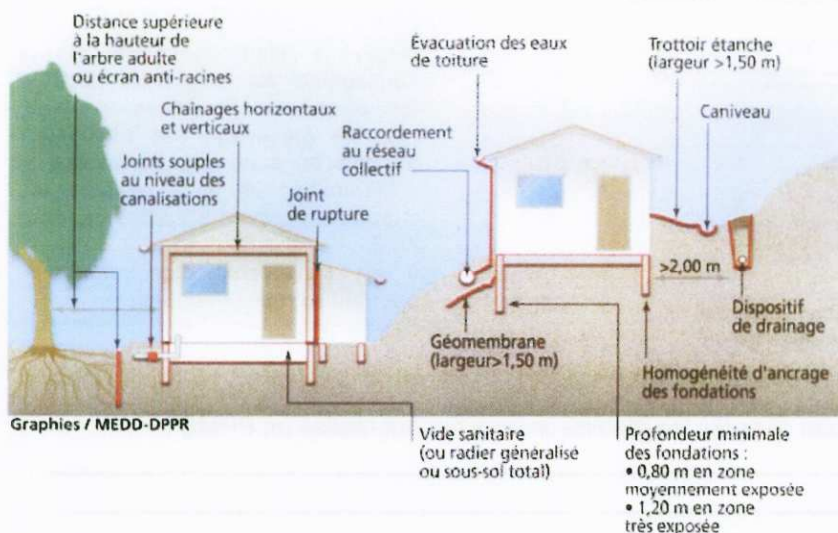 Distance supérieure
à la hauteur de
l'arbre adulte
ou écran anti-racines
Chainages horizontaux
et verticaux
Joints souples
au niveau des
canalisations
Joint
de rupture
Évacuation des eaux
de toiture
Raccordement
au réseau
collectif
Trottoir étanche
(largeur >1,50 m)
Caniveau
>2,00 m
Géomembrane
(largeur>1,50 m)
Dispositif
de drainage
Homogénéité d'ancrage
des fondations
Graphies / MEDD-DPPR
Vide sanitaire
(ou radier généralisé
ou sous-sol total)
Profondeur minimale
des fondations :
• 0,80 m en zone
moyennement exposée
• 1,20 m en zone
très exposée